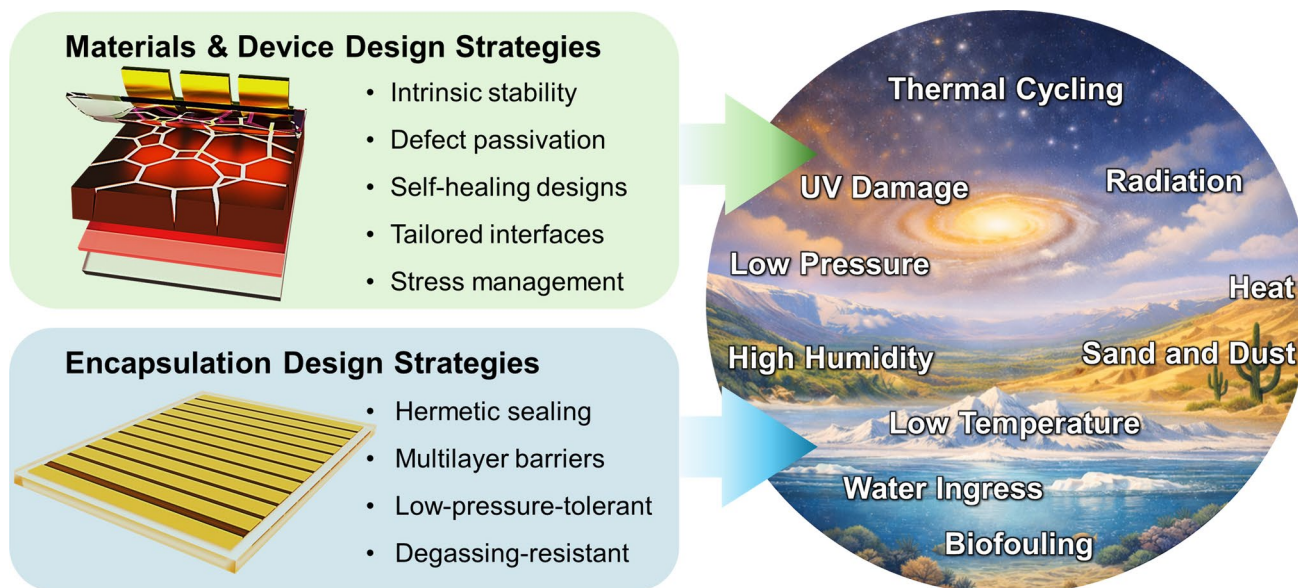 Materials & Device Design Strategies
• Intrinsic stability
• Defect passivation
• Self-healing designs
• Tailored interfaces
• Stress management
Encapsulation Design Strategies
• Hermetic sealing
• Multilayer barriers
• Low-pressure-tolerant
• Degassing-resistant
Thermal Cycling
UV Damage
Radiation
Low Pressure
Heat
High Humidity
Sand and Dust
Low Temperature
Water Ingress
Biofouling